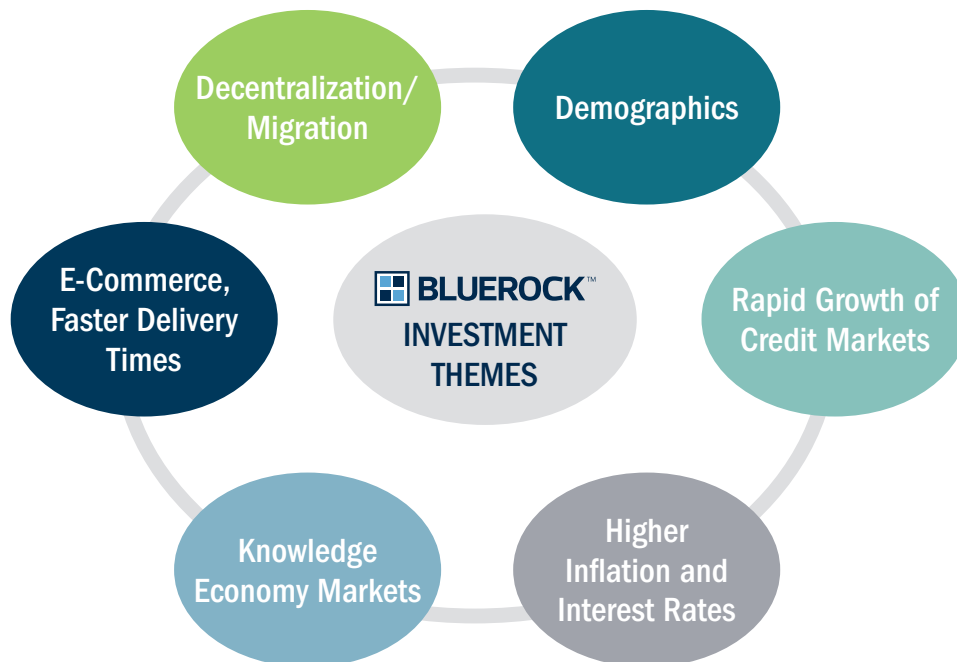 Decentralization/
Migration
Demographics
E-Commerce,
Faster Delivery
Times
BLUEROCK™
INVESTMENT
THEMES
Rapid Growth of
Credit Markets
Knowledge
Economy Markets
Higher
Inflation and
Interest Rates